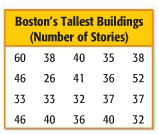 Boston's Tallest Buildings
(Number of Stories)
60 38 40 35 38
46 26 41 36 52
33 33 32 37 37
46 40 36 40 32